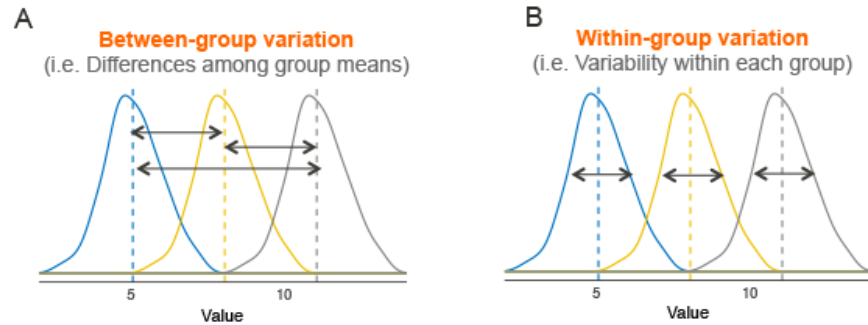 A
Between-group variation
(i.e. Differences among group means)
5
10
Value
B
Within-group variation
(i.e. Variability within each group)
5
10
Value